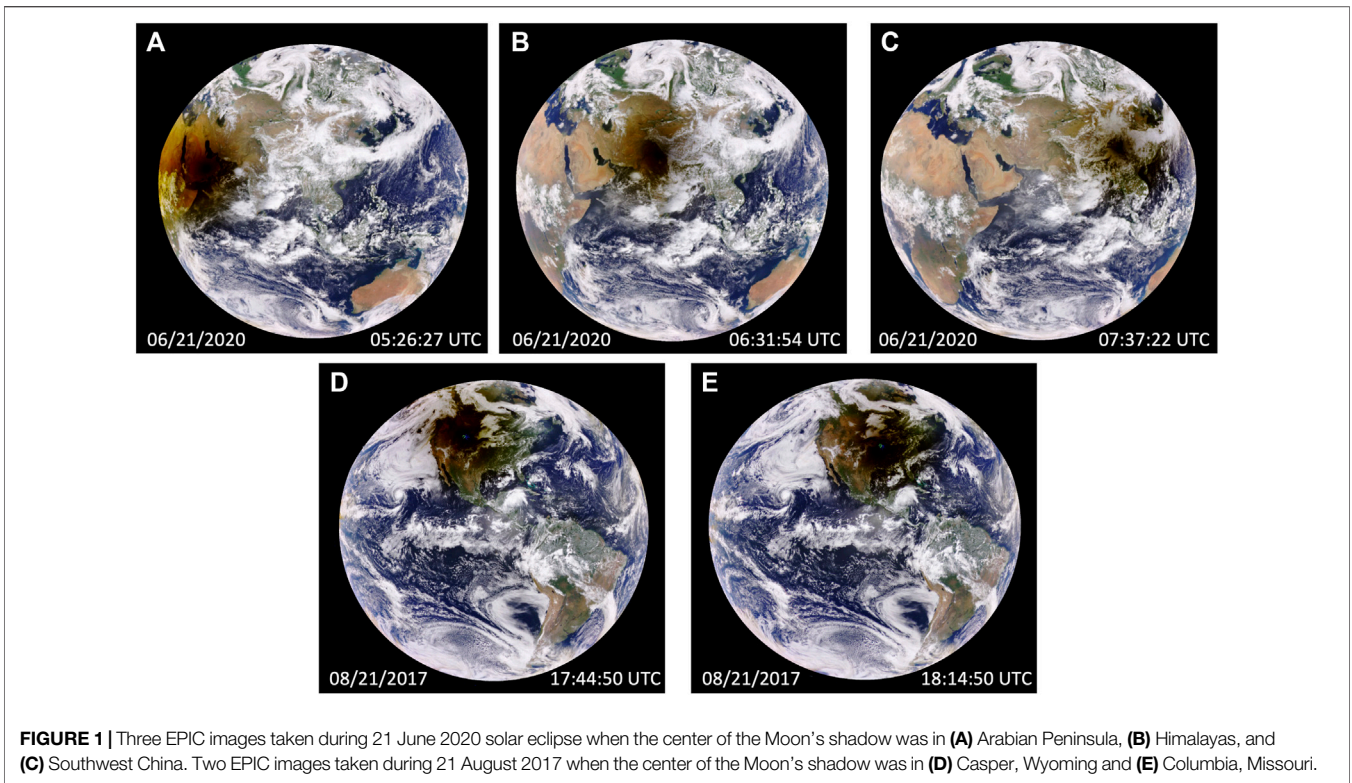 A
B
C
06/21/2020 05:26:27 UTC
06/21/2020 06:31:54 UTC
06/21/2020 07:37:22 UTC
D
E
08/21/2017 17:44:50 UTC
08/21/2017 18:14:50 UTC
FIGURE 1 | Three EPIC images taken during 21 June 2020 solar eclipse when the center of the Moon's shadow was in (A) Arabian Peninsula, (B) Himalayas, and
(C) Southwest China. Two EPIC images taken during 21 August 2017 when the center of the Moon's shadow was in (D) Casper, Wyoming and (E) Columbia, Missouri.